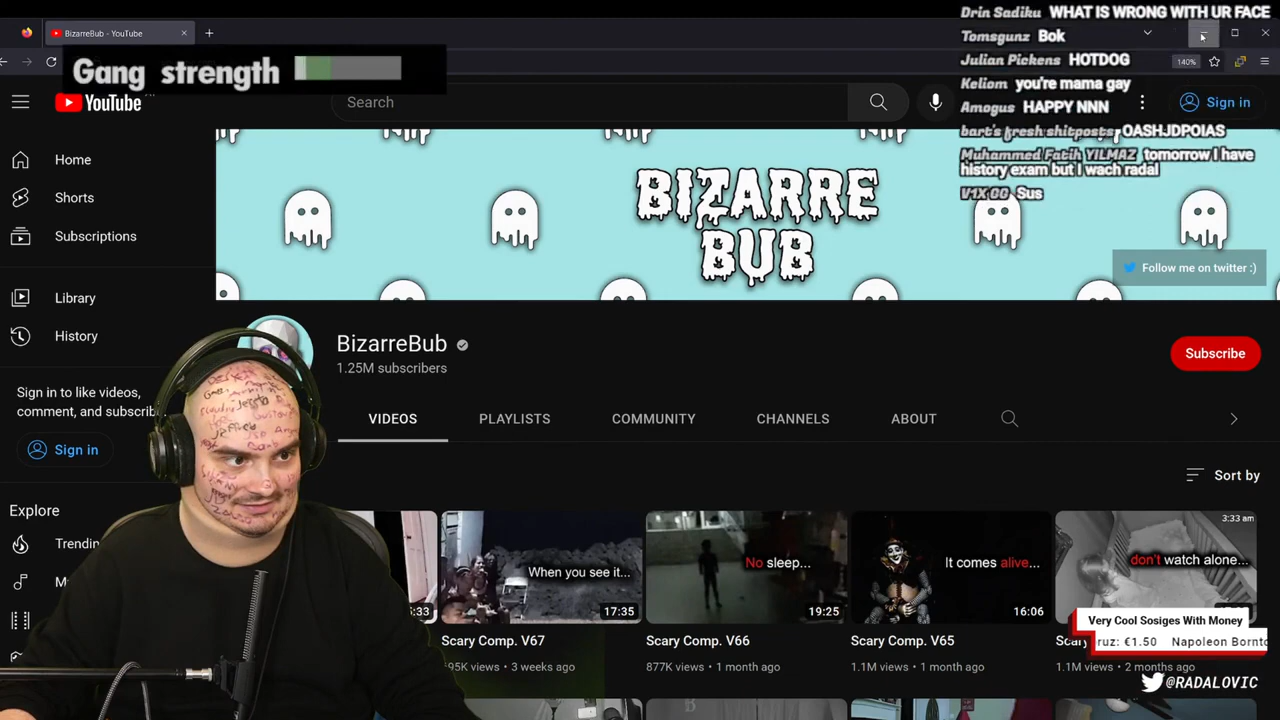 BizarreBub - YouTube
Drin Sadiku WHAT IS WRONG WITH UR FACE
Tomsgunz Bok
Julian Pickens HOTDOG
Keliom you're mama gay
Amogus HAPPY NNN
bart's fresh shitposts OASHJDPOIAS
Muhammed Fatih YILMAZ tomorrow I have
history exam but I wach radal
V1X GG Sus
140%
Gang strength
YouTube
Search
Sign in
Home
Shorts
Subscriptions
Library
History
Sign in to like videos,
comment, and subscrib
Sign in
Explore
Trending
BIZARRE
BUB
Follow me on twitter :)
BizarreBub
1.25M subscribers
Subscribe
VIDEOS
PLAYLISTS
COMMUNITY
CHANNELS
ABOUT
Sort by
:33
When you see it...
17:35
No sleep...
19:25
It comes alive...
16:06
3:33 am
don't watch alone...
Scary Comp. V67
95K views • 3 weeks ago
Scary Comp. V66
877K views • 1 month ago
Scary Comp. V65
1.1M views • 1 month ago
1.1M views • 2 months ago
Very Cool Sosiges With Money
ruz: €1.50 Napoleon Bornto
@RADALOVIC